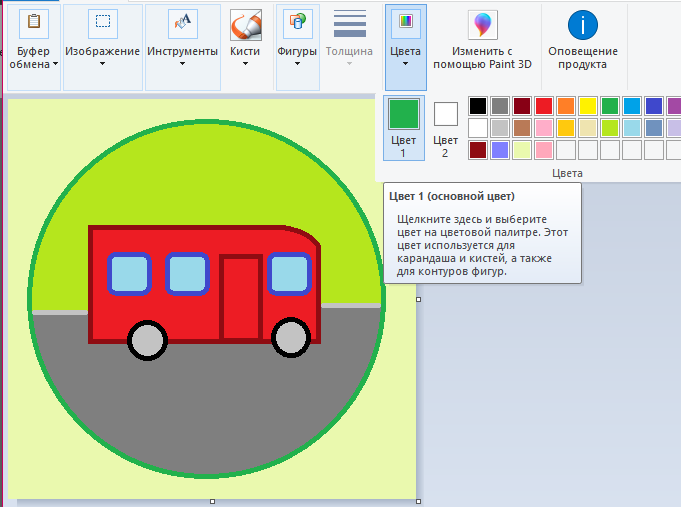 Буфер
обмена
Изображение
Инструменты
Кисти
Фигуры
Толщина
Цвета
Изменить с
помощью Paint 3D
Оповещение
продукта
Цвет
1
Цвет
2
Цвета
Цвет 1 (основной цвет)
Щелкните здесь и выберите
цвет на цветовой палитре. Этот
цвет используется для
карандаша и кистей, а также
для контуров фигур.